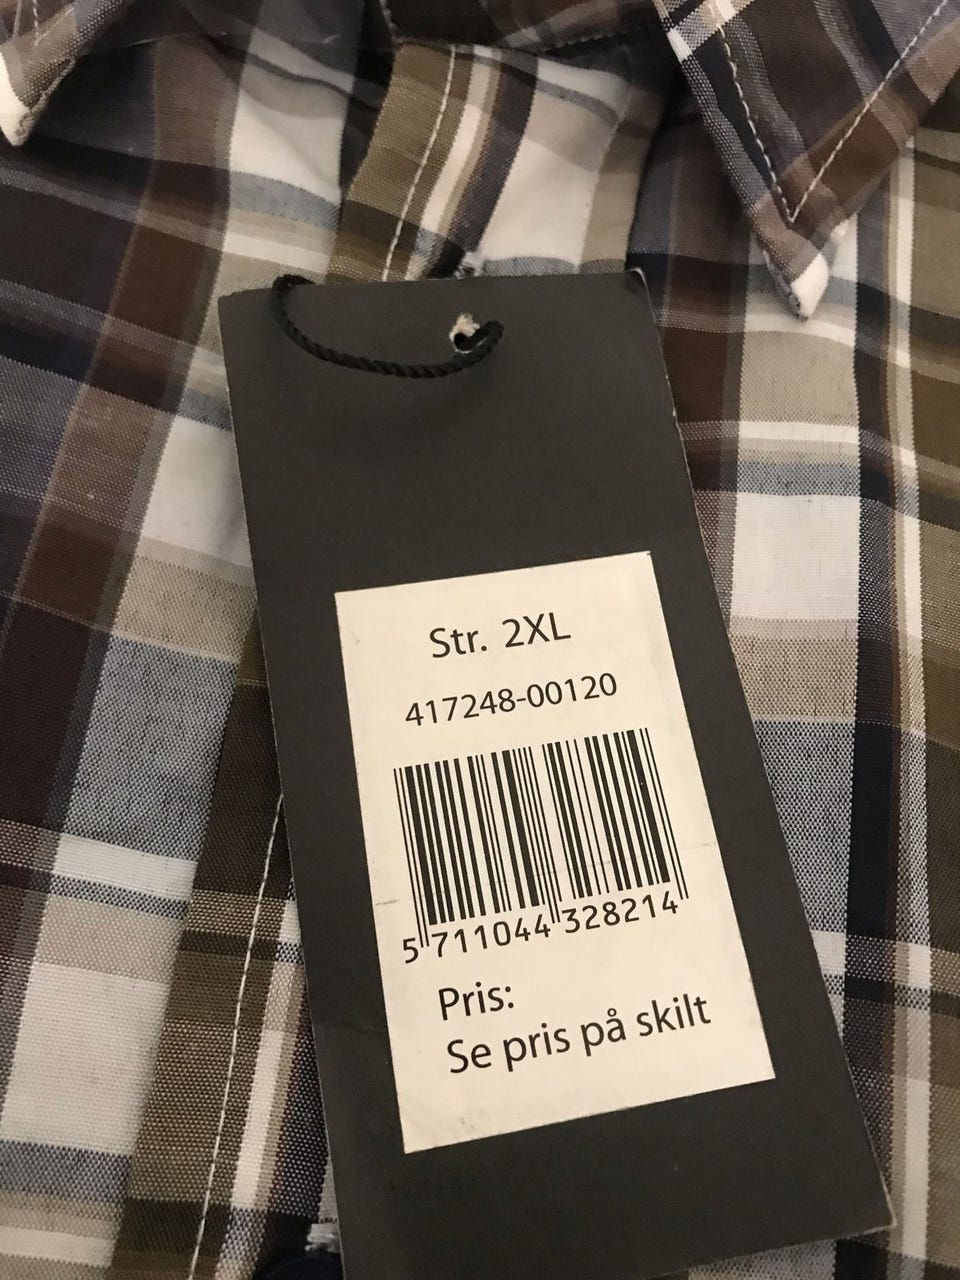 Str. 2XL
417248-00120
5 711044 328214
Pris:
Se pris på skilt